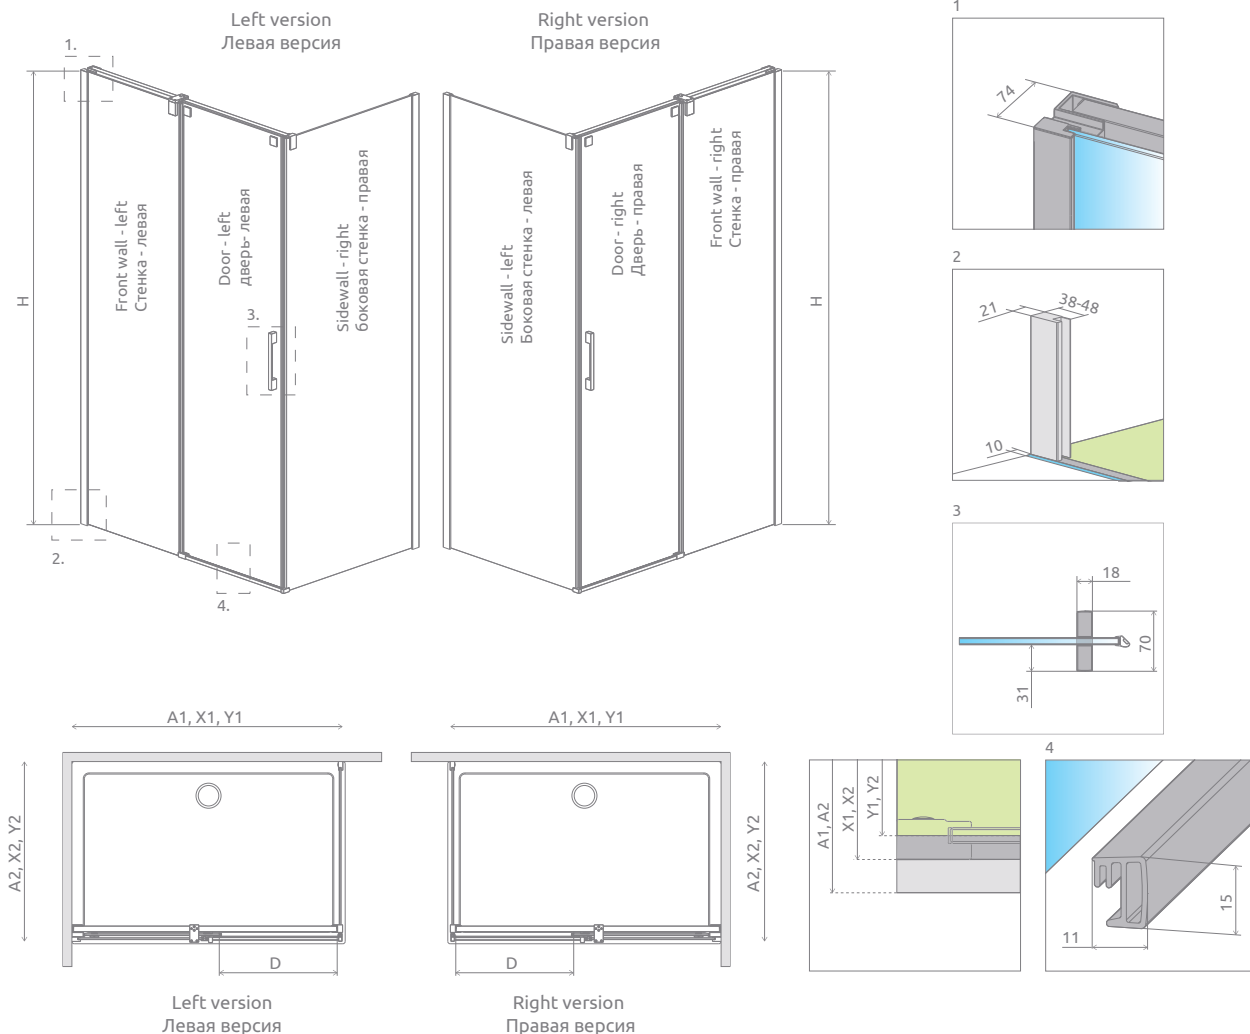 Left version
Левая версия
Right version
Правая версия
1.
H
Front wall - left
Стенка - левая
Door - left
дверь- левая
3.
Sidewall - right
боковая стенка - правая
2.
4.
Sidewall - left
Боковая стенка - левая
Door - right
Дверь - правая
Front wall - right
Стенка - правая
H
1
74
2
21
38-48
10
3
18
70
31
A1, X1, Y1
A2, X2, Y2
D
Left version
Левая версия
A1, X1, Y1
A2, X2, Y2
D
Right version
Правая версия
A1, A2
X1, X2
Y1, Y2
4
15
11